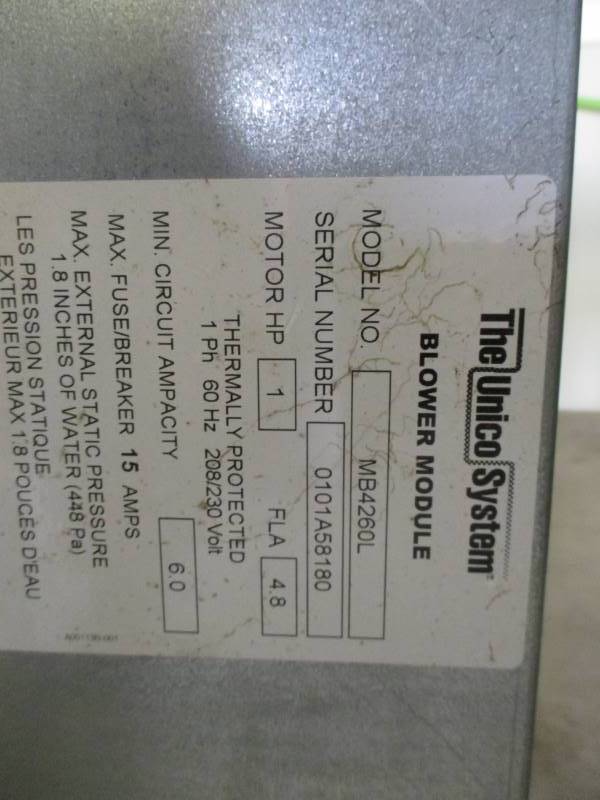 The Unico System®
BLOWER MODULE
MODEL NO. MB4260L
SERIAL NUMBER 0101A58180
MOTOR HP 1 FLA 4.8
THERMALLY PROTECTED
1 Ph 60 Hz 208/230 Volt
MIN. CIRCUIT AMPACITY 6.0
MAX. FUSE/BREAKER 15 AMPS
MAX. EXTERNAL STATIC PRESSURE
1.8 INCHES OF WATER (448 Pa)
LES PRESSION STATIQUE
EXTERIEUR MAX 1.8 POUCES D'EAU